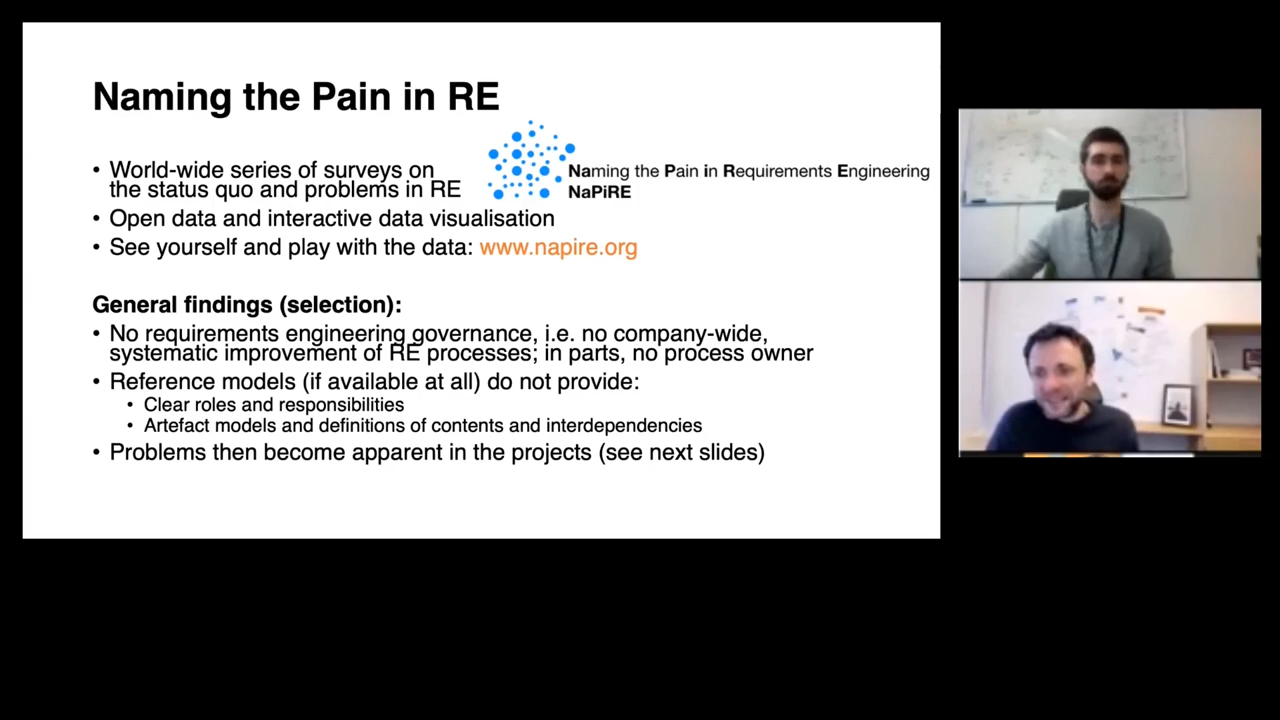 Naming the Pain in RE
• World-wide series of surveys on
the status quo and problems in RE
Naming the Pain in Requirements Engineering
NaPiRE
• Open data and interactive data visualisation
• See yourself and play with the data: www.napire.org
General findings (selection):
• No requirements engineering governance, i.e. no company-wide,
systematic improvement of RE processes; in parts, no process owner
• Reference models (if available at all) do not provide:
• Clear roles and responsibilities
• Artefact models and definitions of contents and interdependencies
• Problems then become apparent in the projects (see next slides)